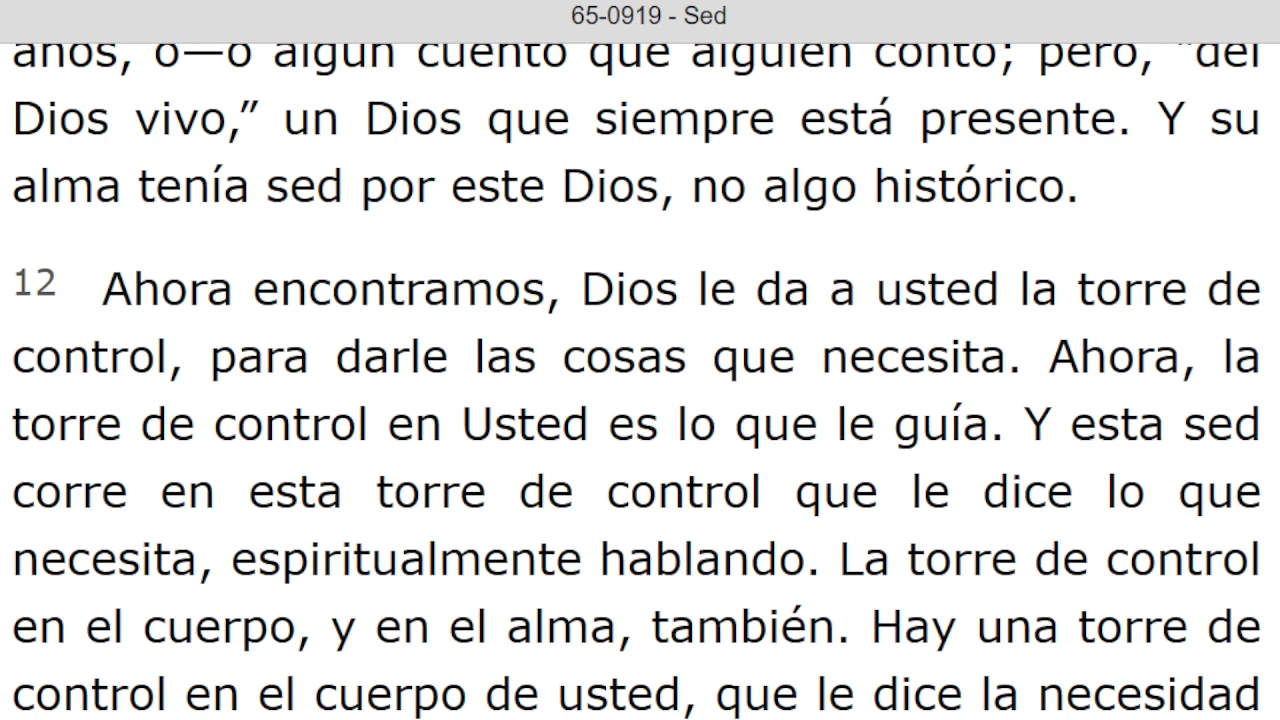 65-0919 - Sed
años, o—o algún cuento que alguien contó; pero, “del
Dios vivo,” un Dios que siempre está presente. Y su
alma tenía sed por este Dios, no algo histórico.
12 Ahora encontramos, Dios le da a usted la torre de
control, para darle las cosas que necesita. Ahora, la
torre de control en Usted es lo que le guía. Y esta sed
corre en esta torre de control que le dice lo que
necesita, espiritualmente hablando. La torre de control
en el cuerpo, y en el alma, también. Hay una torre de
control en el cuerpo de usted, que le dice la necesidad